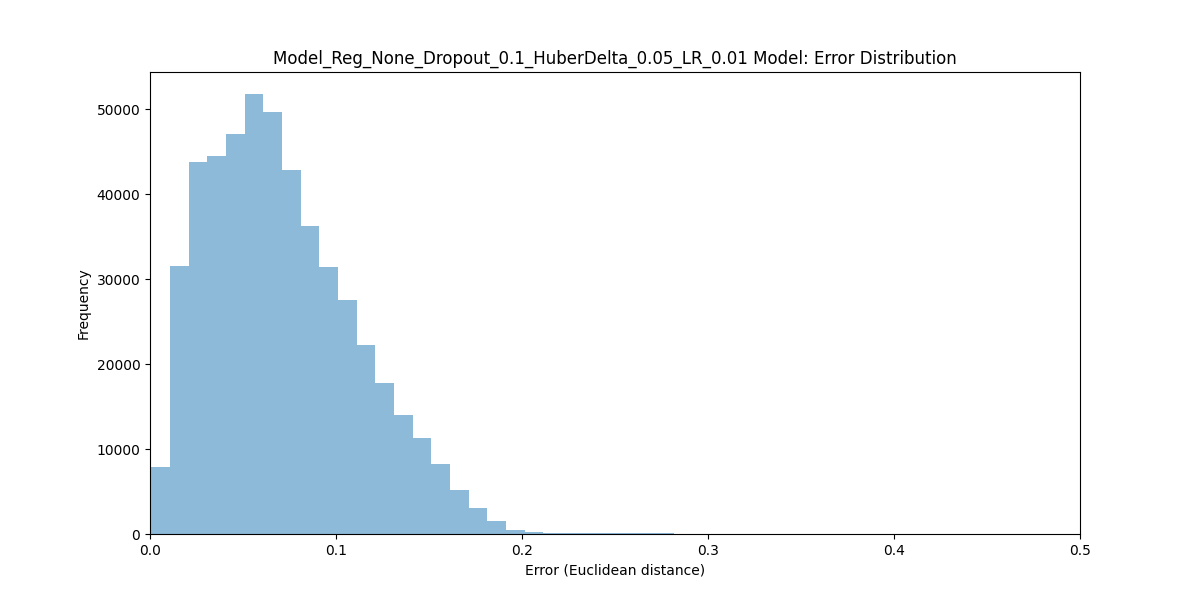 Model_Reg_None_Dropout_0.1_HuberDelta_0.05_LR_0.01 Model: Error Distribution
50000
40000
30000
20000
10000
0
Frequency
0.0 0.1 0.2 0.3 0.4 0.5
Error (Euclidean distance)